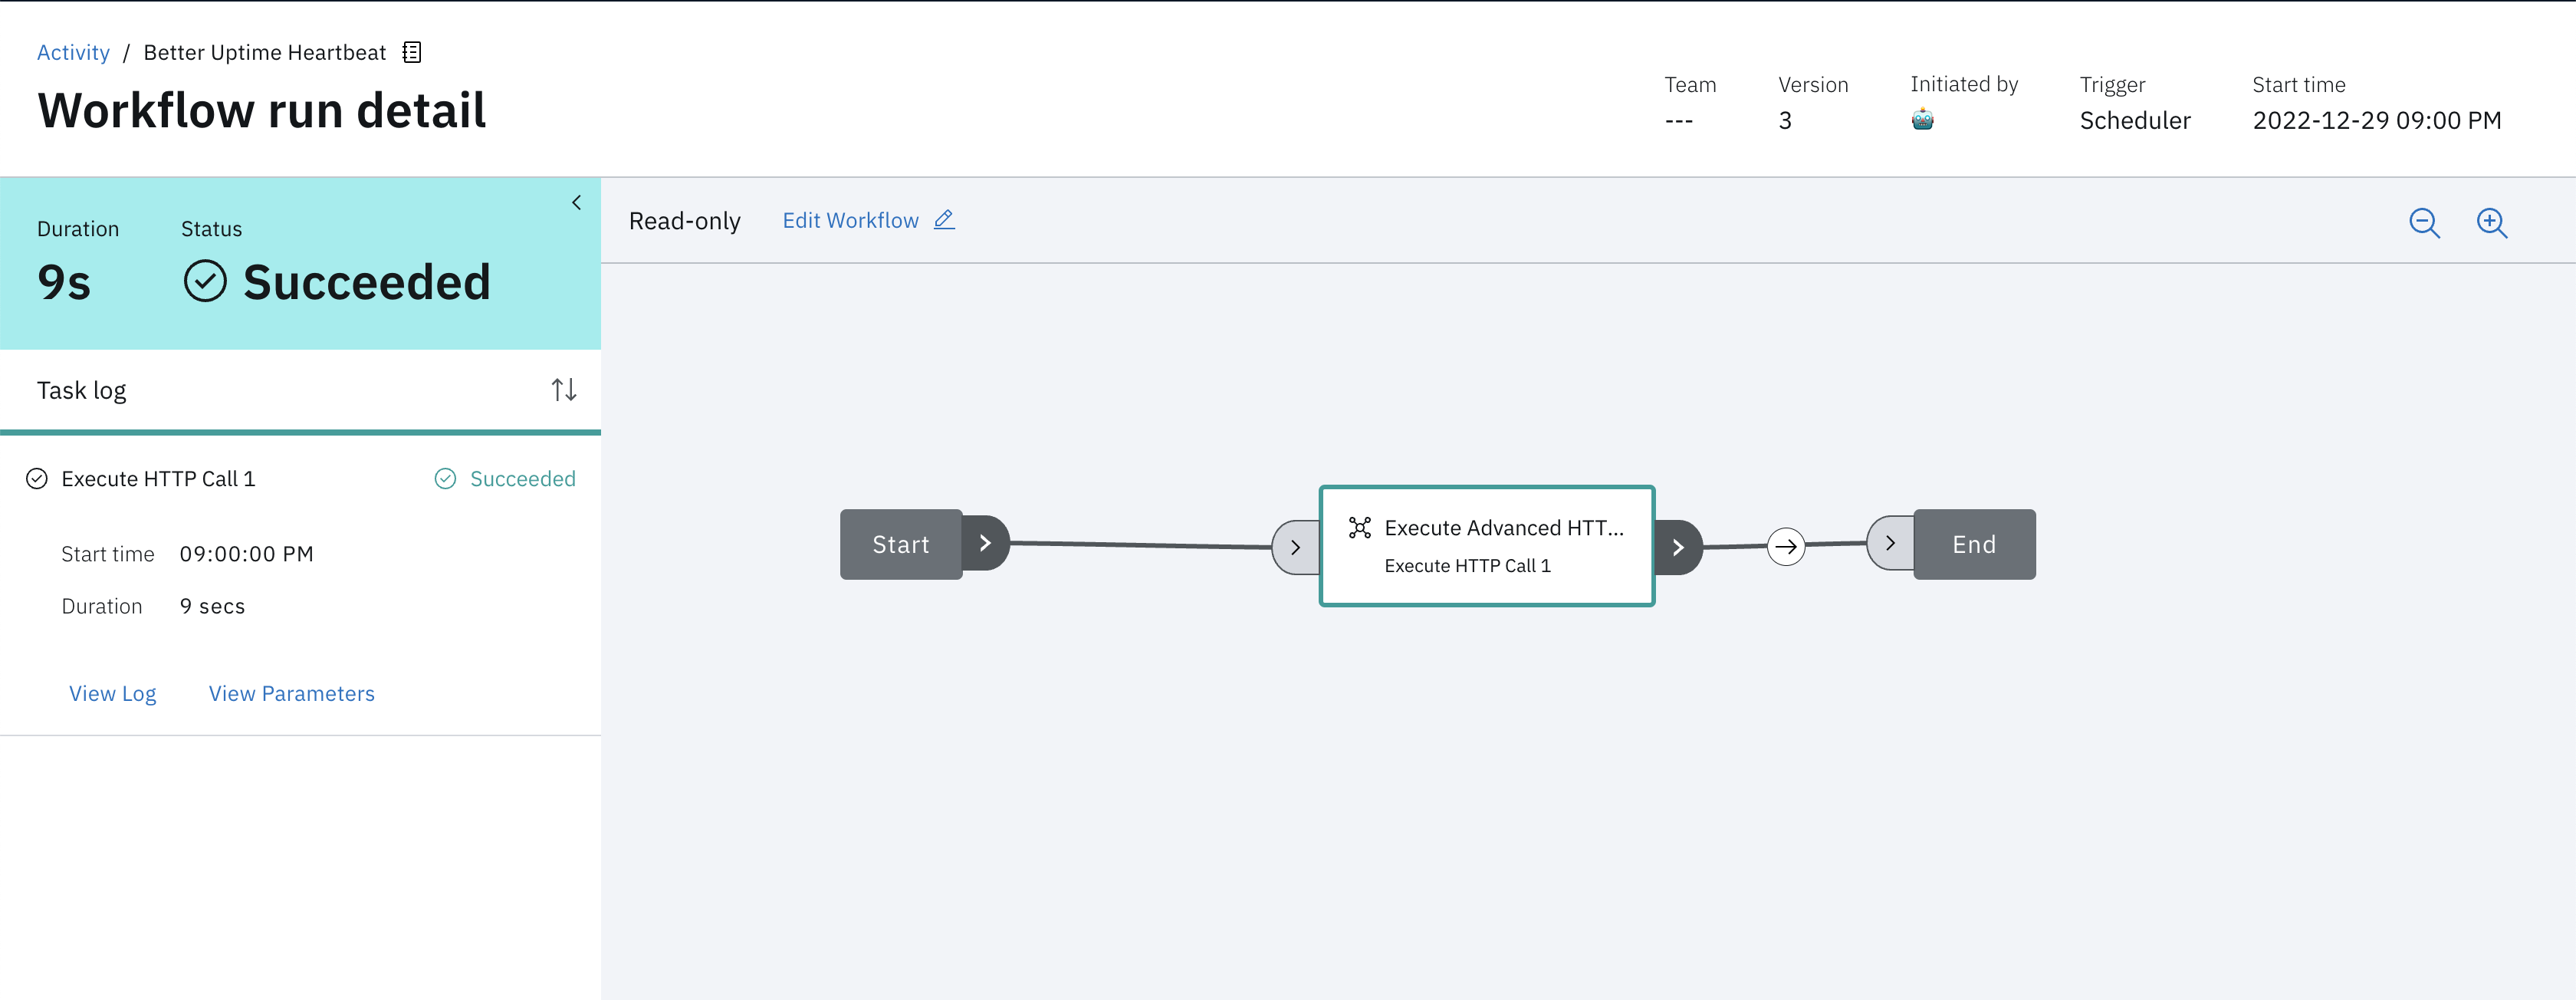 Activity / Better Uptime Heartbeat
Workflow run detail
Team Version Initiated by Trigger Start time
--- 3 Scheduler 2022-12-29 09:00 PM
Duration Status
9s Succeeded
Read-only Edit Workflow
Task log
Execute HTTP Call 1 Succeeded
Start time 09:00:00 PM
Duration 9 secs
View Log View Parameters
Start
Execute Advanced HTT...
Execute HTTP Call 1
End